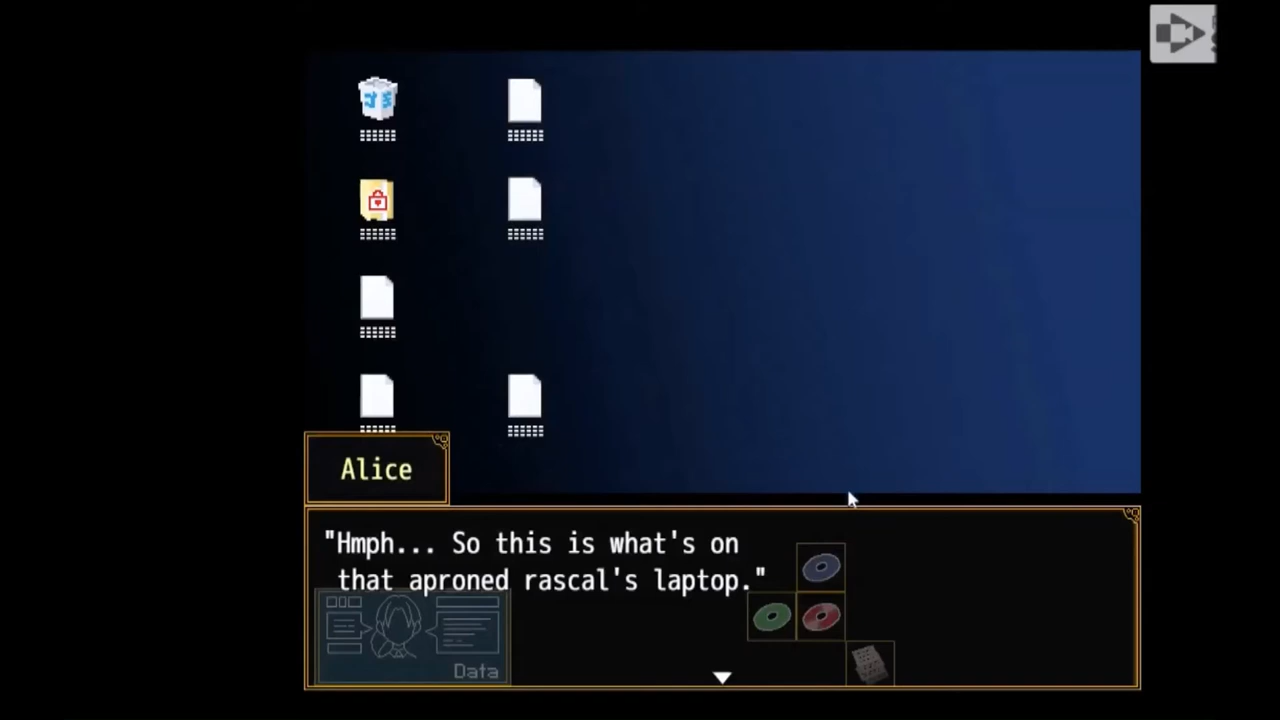 Alice
"Hmph... So this is what's on
that aproned rascal's laptop."
Data